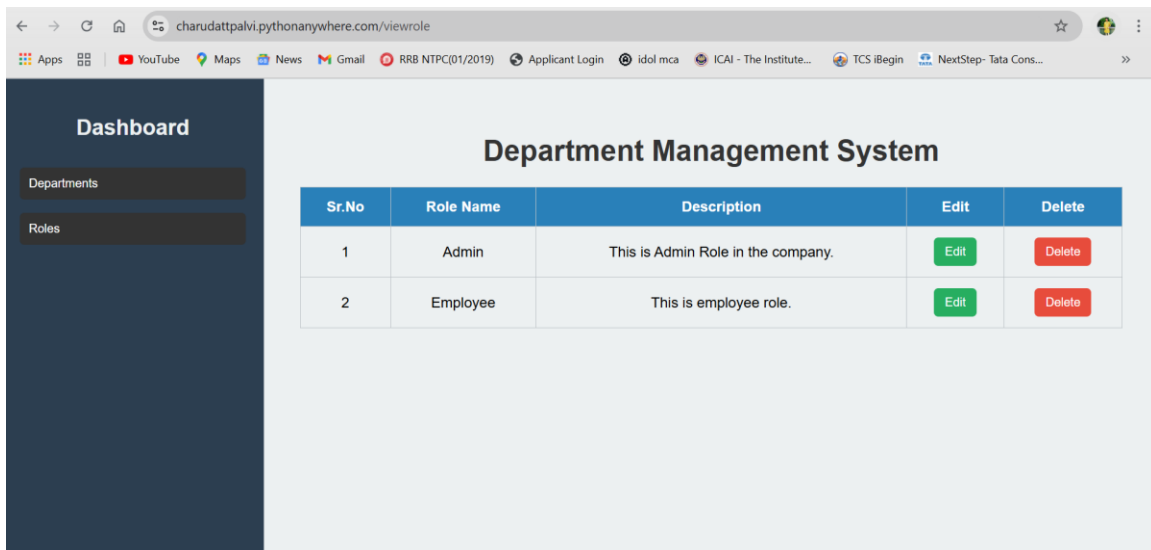 charudattpalvi.pythonanywhere.com/viewrole
Apps YouTube Maps News Gmail RRB NTPC(01/2019) Applicant Login idol mca ICAI - The Institute... TCS iBegin NextStep- Tata Cons... »
Dashboard
Departments
Roles
Department Management System
Sr.No Role Name Description Edit Delete
1 Admin This is Admin Role in the company. Edit Delete
2 Employee This is employee role. Edit Delete